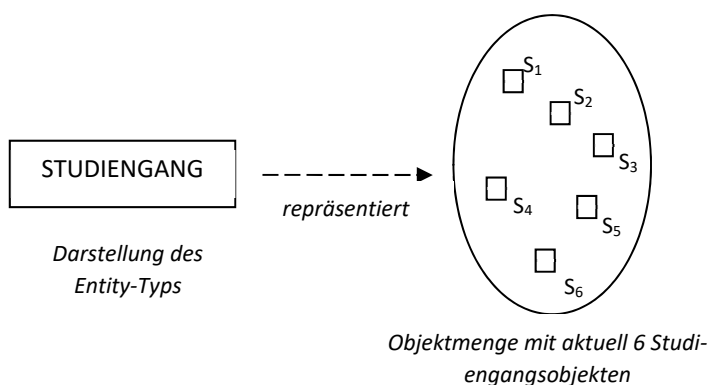 STUDIENGANG
repräsentiert
Darstellung des
Entity-Typs
S1
S2
S3
S4
S5
S6
Objektmenge mit aktuell 6 Studi-
engangsobjekten